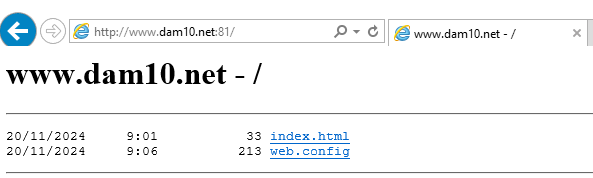 http://www.dam10.net:81/
www.dam10.net - /
www.dam10.net - /
20/11/2024 9:01 33 index.html
20/11/2024 9:06 213 web.config